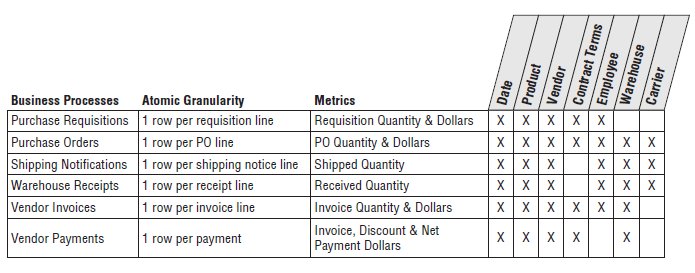 Date Product Vendor Contract Terms Employee Warehouse Carrier
Business Processes Atomic Granularity Metrics
Purchase Requisitions 1 row per requisition line Requisition Quantity & Dollars X X X X X
Purchase Orders 1 row per PO line PO Quantity & Dollars X X X X X X X
Shipping Notifications 1 row per shipping notice line Shipped Quantity X X X X X X
Warehouse Receipts 1 row per receipt line Received Quantity X X X X X X
Vendor Invoices 1 row per invoice line Invoice Quantity & Dollars X X X X X X
Vendor Payments 1 row per payment Invoice, Discount & Net
Payment Dollars X X X X X